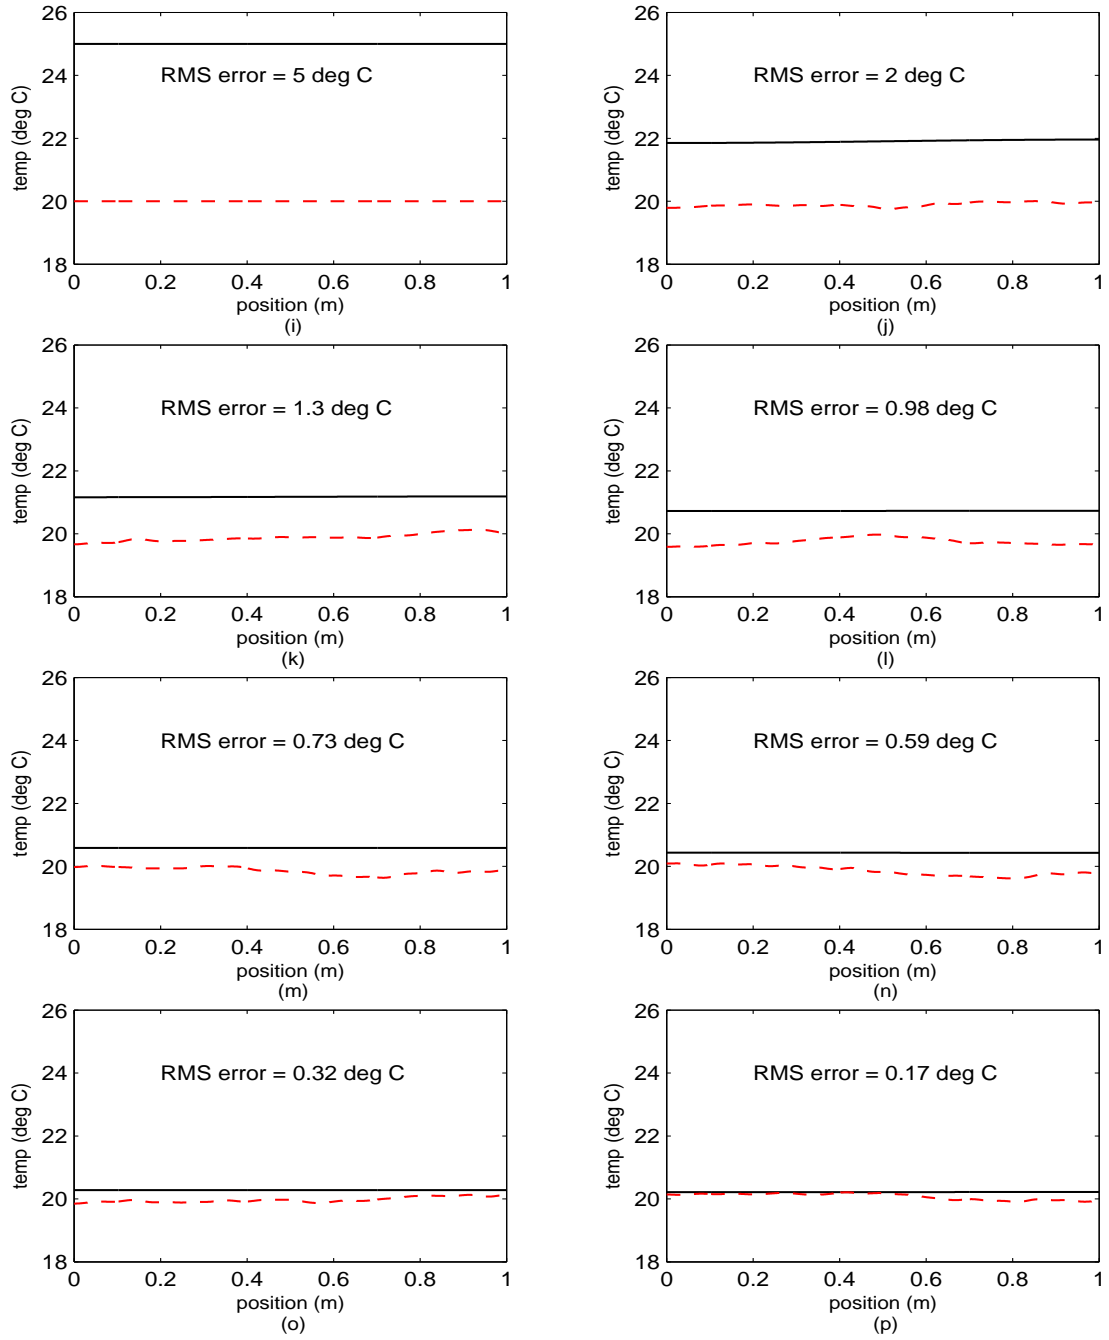 26
24
22
20
18
temp (deg C)
RMS error = 5 deg C
0 0.2 0.4 0.6 0.8 1
position (m)
(i)
26
24
22
20
18
temp (deg C)
RMS error = 2 deg C
0 0.2 0.4 0.6 0.8 1
position (m)
(j)
26
24
22
20
18
temp (deg C)
RMS error = 1.3 deg C
0 0.2 0.4 0.6 0.8 1
position (m)
(k)
26
24
22
20
18
temp (deg C)
RMS error = 0.98 deg C
0 0.2 0.4 0.6 0.8 1
position (m)
(l)
26
24
22
20
18
temp (deg C)
RMS error = 0.73 deg C
0 0.2 0.4 0.6 0.8 1
position (m)
(m)
26
24
22
20
18
temp (deg C)
RMS error = 0.59 deg C
0 0.2 0.4 0.6 0.8 1
position (m)
(n)
26
24
22
20
18
temp (deg C)
RMS error = 0.32 deg C
0 0.2 0.4 0.6 0.8 1
position (m)
(o)
26
24
22
20
18
temp (deg C)
RMS error = 0.17 deg C
0 0.2 0.4 0.6 0.8 1
position (m)
(p)